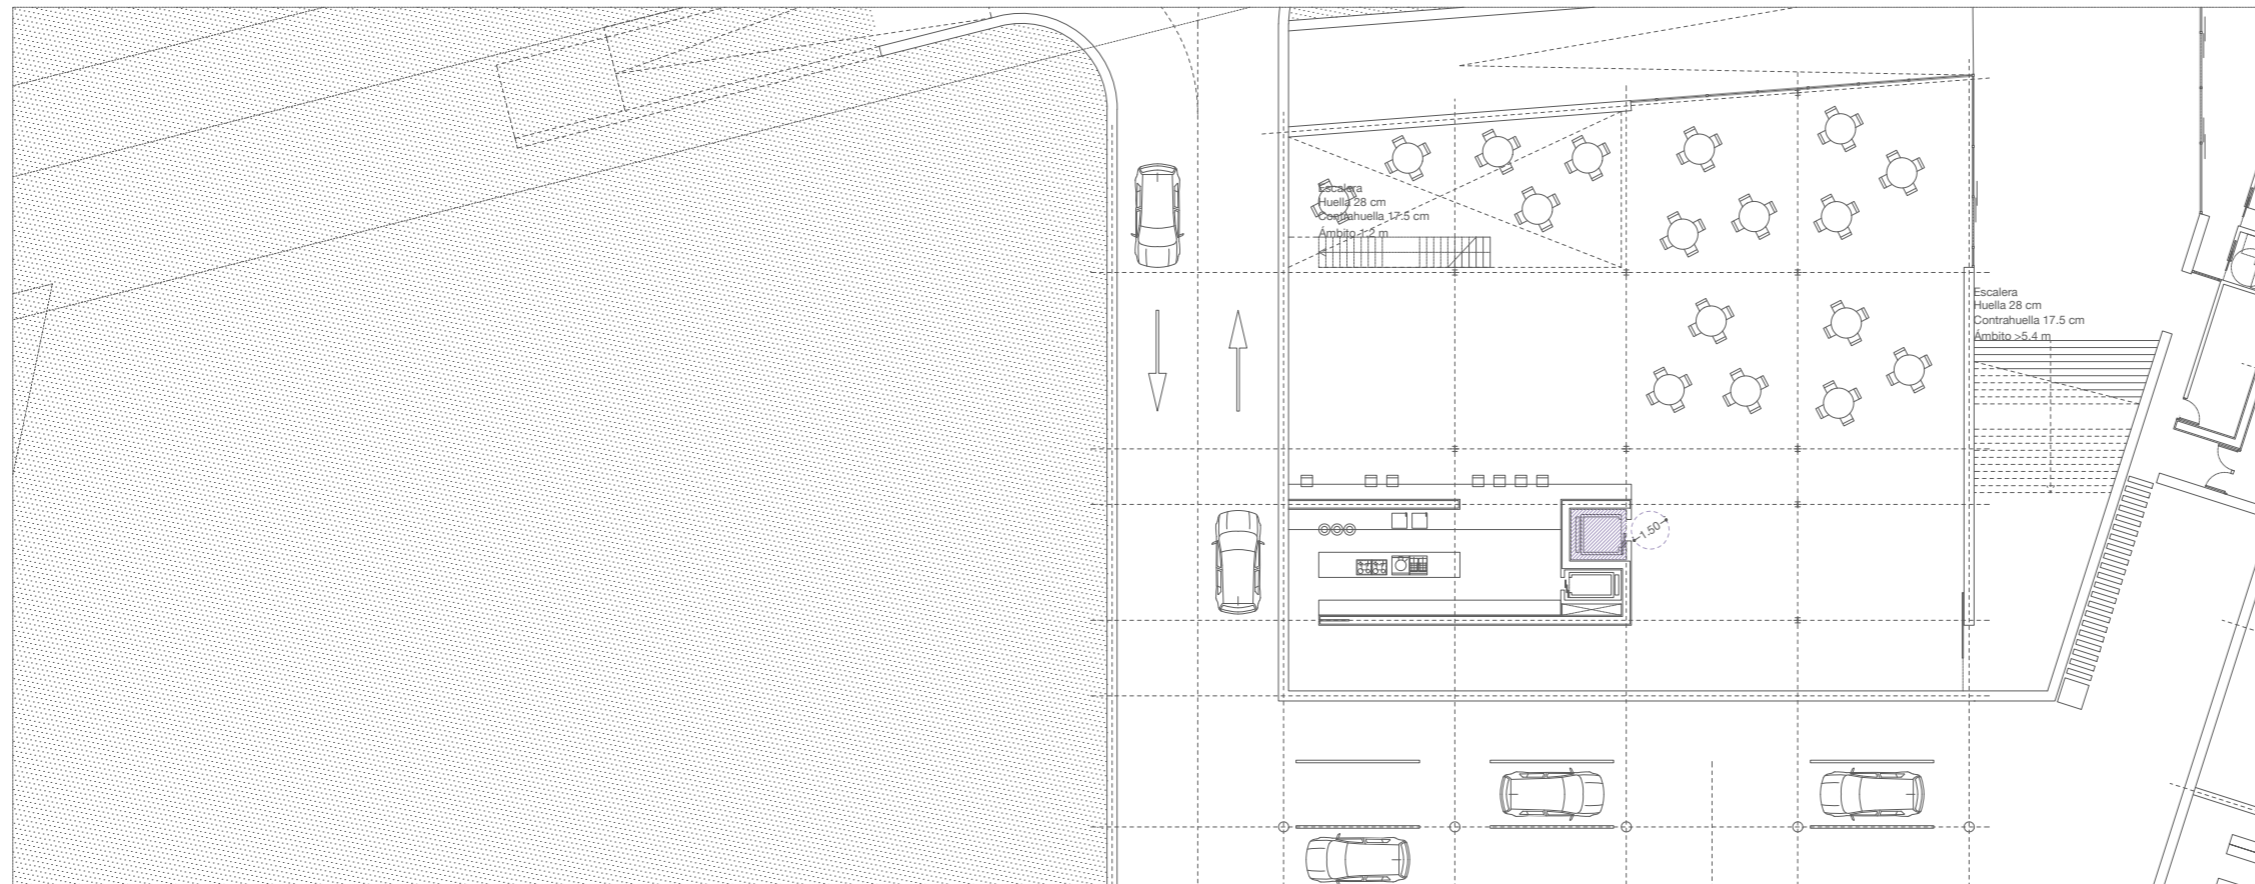 Escalera
Huella 28 cm
Contrahuella 17.5 cm
Ámbito 1.2 m
Escalera
Huella 28 cm
Contrahuella 17.5 cm
Ámbito >5.4 m
1.50